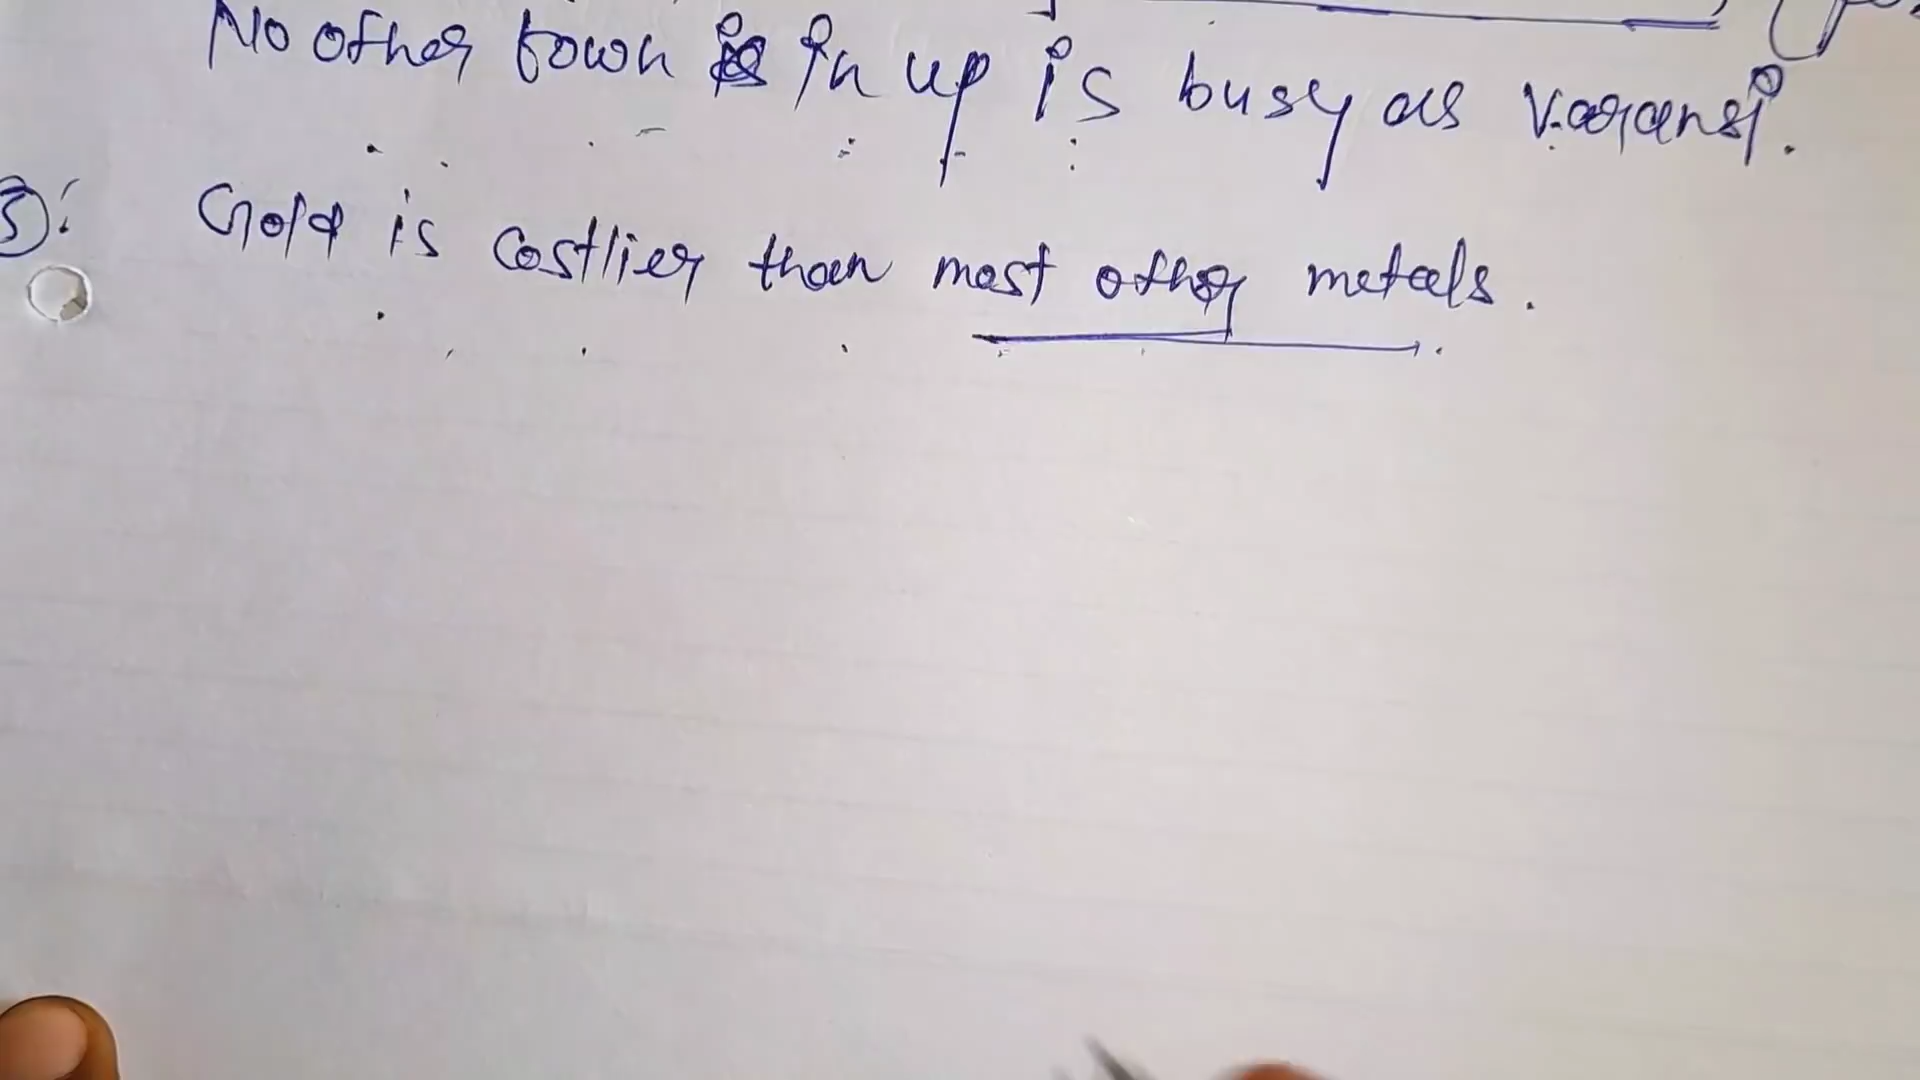 No other town in up is busy as varansi.
5): Gold is costlier than most other metals.